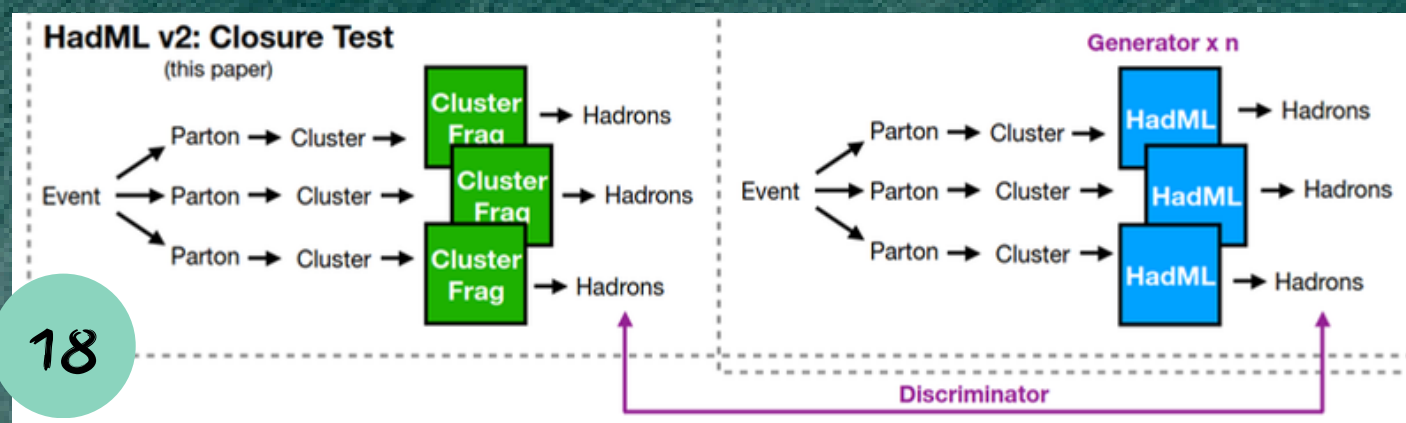 HadML v2: Closure Test
(this paper)
Cluster
Frag
Hadrons
Parton
Cluster
Event
Parton
Cluster
Cluster
Frag
Hadrons
Parton
Cluster
Cluster
Frag
Hadrons
18
Generator x n
HadML
Hadrons
Parton
Cluster
Event
Parton
Cluster
HadML
Hadrons
Parton
Cluster
HadML
Hadrons
Discriminator